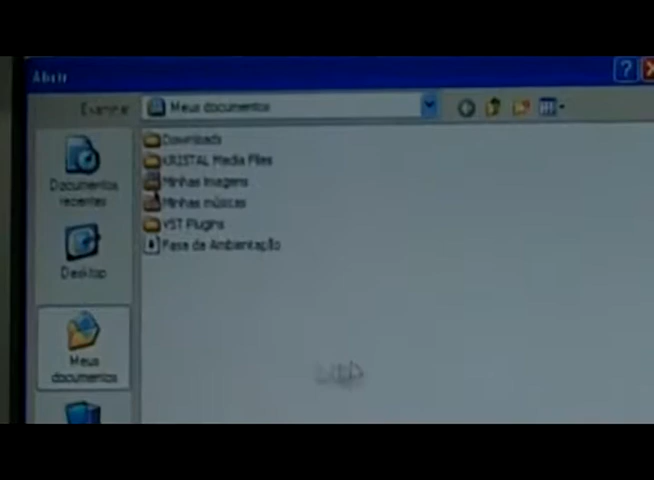 Abrir
Examinar
Meus documentos
Documentos
recentes
Desktop
Meus
documentos
Downloads
KRISTAL Media Files
Minhas imagens
Minhas músicas
VST Plugins
Fase de Ambientação